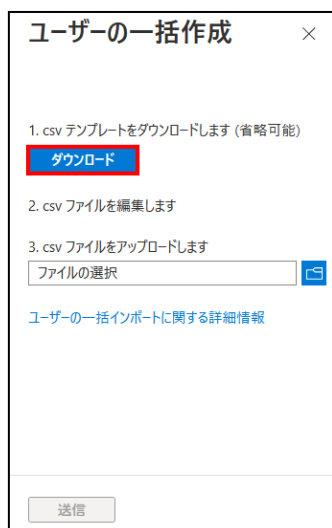 ユーザーの一括作成
1. csv テンプレートをダウンロードします (省略可能)
ダウンロード
2. csv ファイルを編集します
3. csv ファイルをアップロードします
ファイルの選択
ユーザーの一括インポートに関する詳細情報
送信